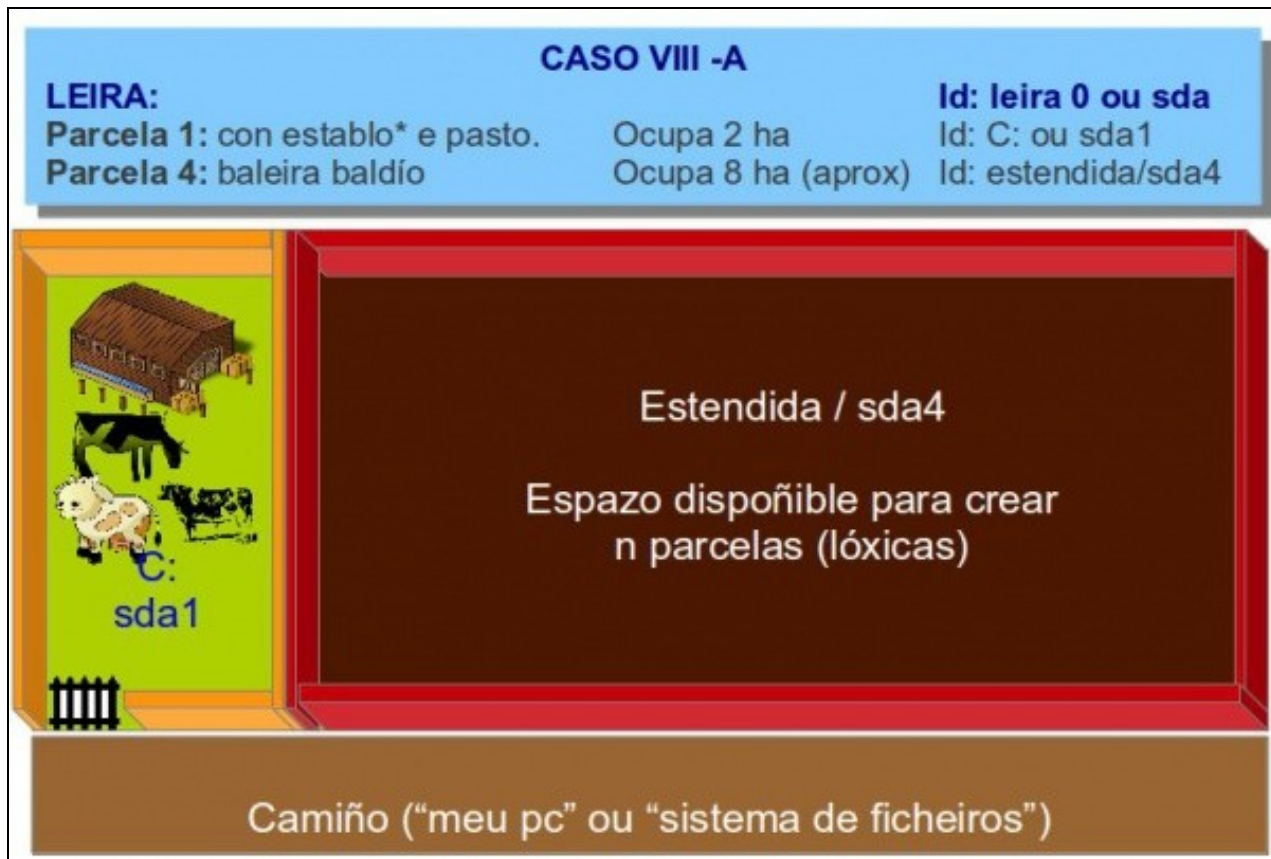 CASO VIII -A
LEIRA: Id: leira 0 ou sda
Parcela 1: con establo* e pasto. Ocupa 2 ha Id: C: ou sda1
Parcela 4: baleira baldío Ocupa 8 ha (aprox) Id: estendida/sda4
Estendida / sda4
Espazo dispoñible para crear
n parcelas (lóxicas)
C:
sda1
Camiño (“meu pc” ou “sistema de ficheiros”)